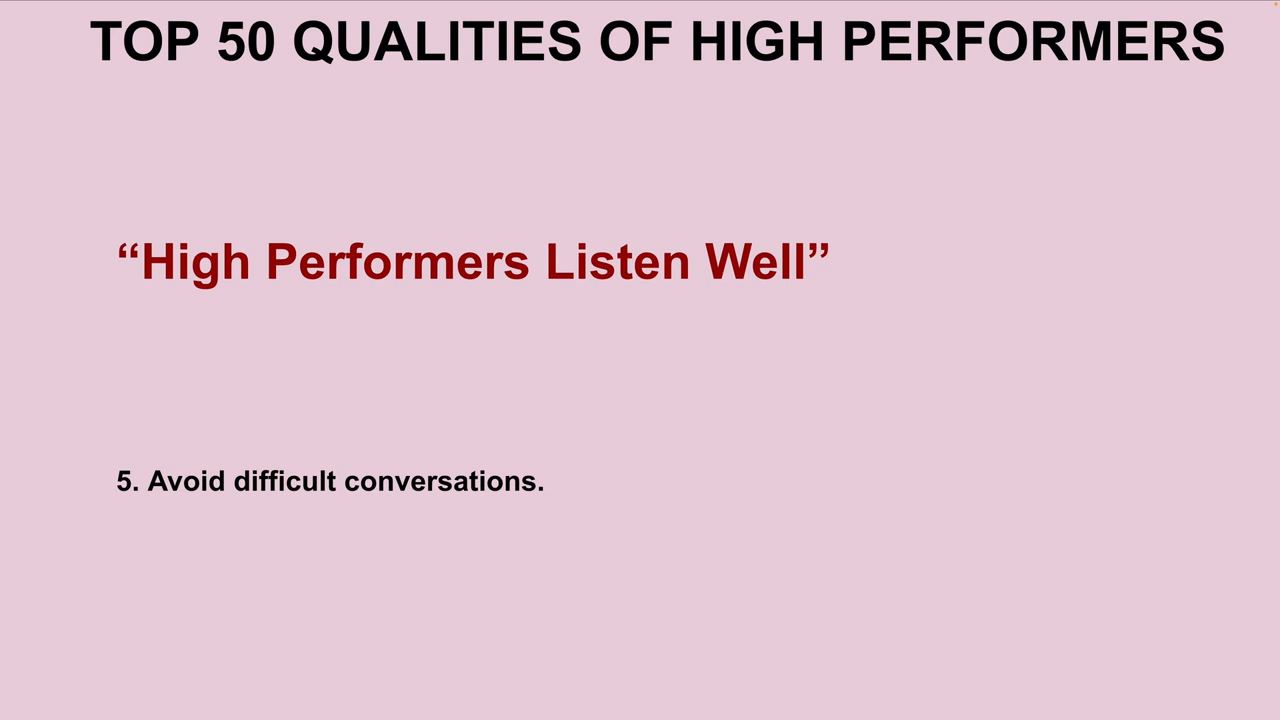 TOP 50 QUALITIES OF HIGH PERFORMERS
“High Performers Listen Well”
5. Avoid difficult conversations.